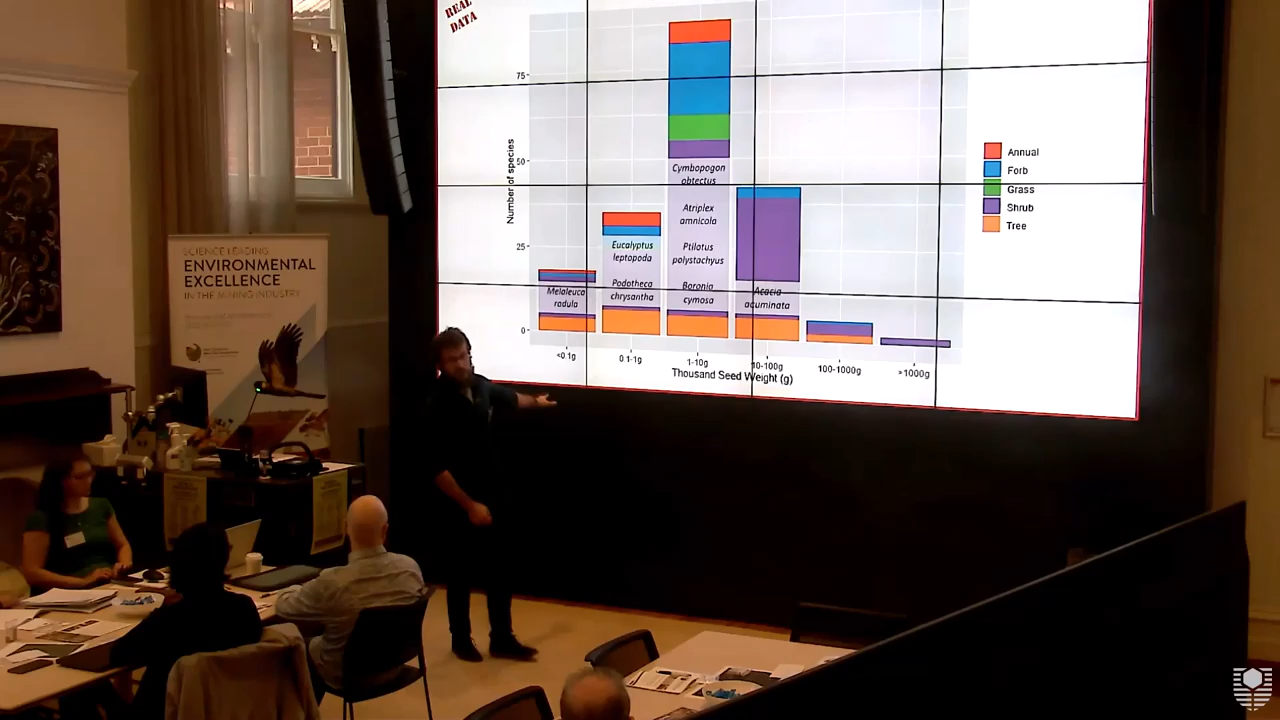 REAL
DATA
Number of species
75
50
25
0
Cymbopogon
obtectus
Atriplex
amnicola
Ptilotus
polystachyus
Boronia
cymosa
Eucalyptus
leptopoda
Podotheca
chrysantha
Melaleuca
radula
Acacia
acuminata
<0.1g
0.1-1g
1-10g
10-100g
100-1000g
>1000g
Thousand Seed Weight (g)
Annual
Forb
Grass
Shrub
Tree
SCIENCE LEADING
ENVIRONMENTAL
EXCELLENCE
IN THE MINING INDUSTRY